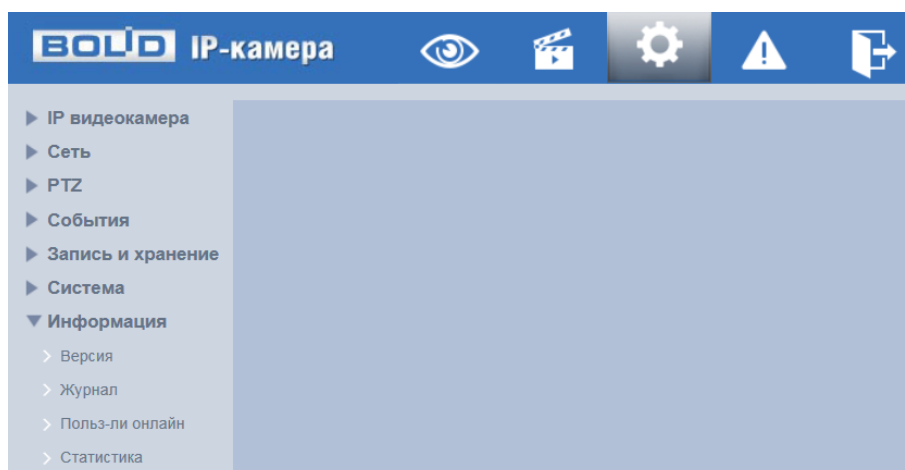 BOLID IP-камера
IP видеокамера
Сеть
PTZ
События
Запись и хранение
Система
Информация
Версия
Журнал
Польз-ли онлайн
Статистика